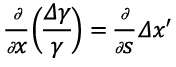 ∂/∂x (Δγ/γ) = ∂/∂s Δx′